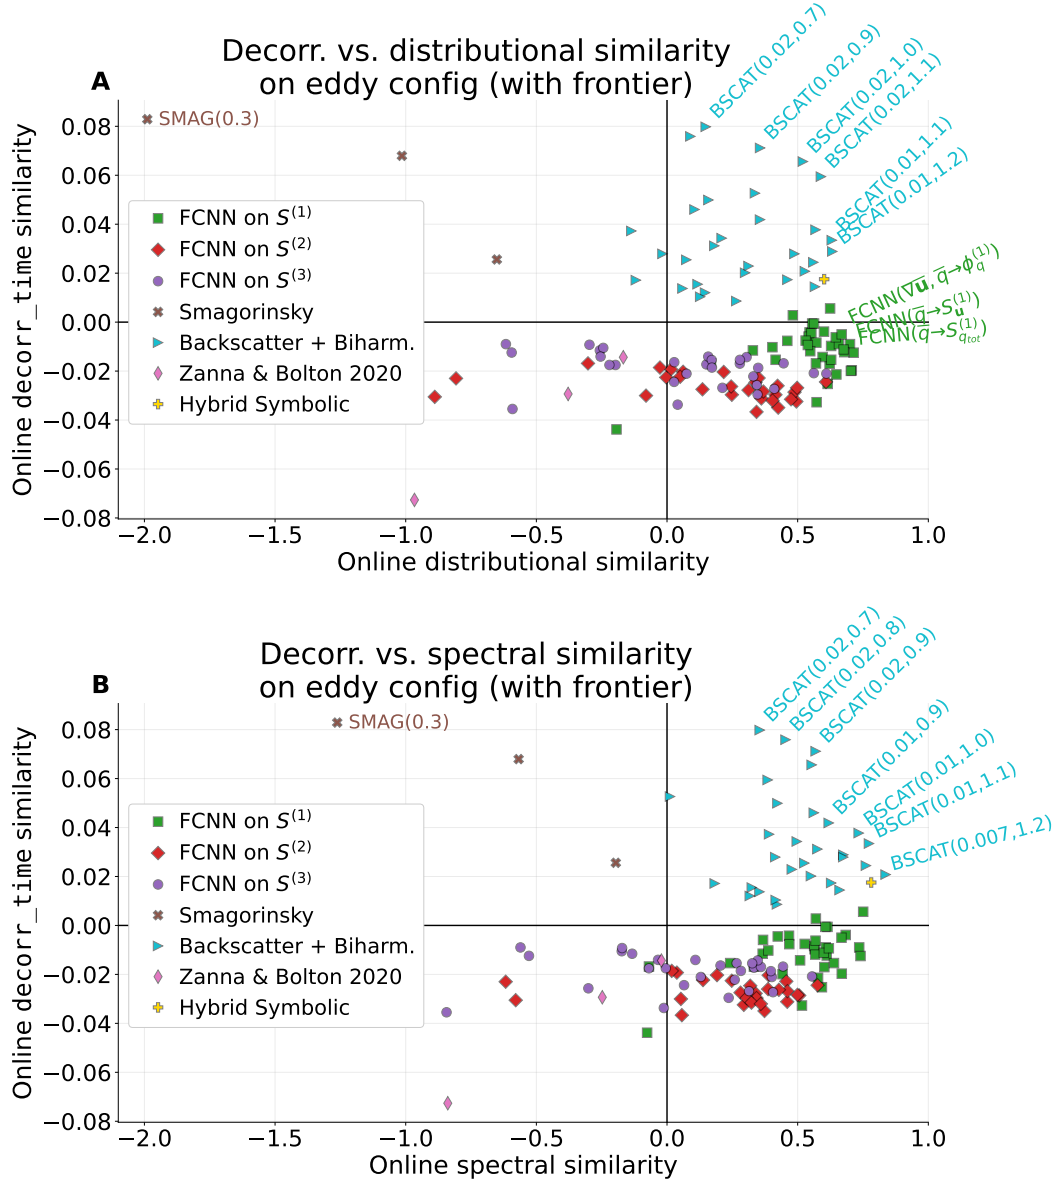 Decorr. vs. distributional similarity
on eddy config (with frontier)
A
BSCAT(0.02,0.7)
BSCAT(0.02,0.9)
BSCAT(0.02,1.0)
BSCAT(0.02,1.1)
BSCAT(0.01,1.1)
BSCAT(0.01,1.2)
SMAG(0.3)
FCNN(∇̅u̅, q̅→ϕ_q^(1))
FCNN(q̅→S_u^(1))
FCNN(q̅→S_{q_tot}^(1))
0.08
0.06
0.04
0.02
0.00
−0.02
−0.04
−0.06
−0.08
Online decorr_time similarity
FCNN on S^(1)
FCNN on S^(2)
FCNN on S^(3)
Smagorinsky
Backscatter + Biharm.
Zanna & Bolton 2020
Hybrid Symbolic
−2.0 −1.5 −1.0 −0.5 0.0 0.5 1.0
Online distributional similarity
Decorr. vs. spectral similarity
on eddy config (with frontier)
B
BSCAT(0.02,0.7)
BSCAT(0.02,0.8)
BSCAT(0.02,0.9)
BSCAT(0.01,0.9)
BSCAT(0.01,1.0)
BSCAT(0.01,1.1)
BSCAT(0.007,1.2)
SMAG(0.3)
0.08
0.06
0.04
0.02
0.00
−0.02
−0.04
−0.06
−0.08
Online decorr_time similarity
FCNN on S^(1)
FCNN on S^(2)
FCNN on S^(3)
Smagorinsky
Backscatter + Biharm.
Zanna & Bolton 2020
Hybrid Symbolic
−2.0 −1.5 −1.0 −0.5 0.0 0.5 1.0
Online spectral similarity